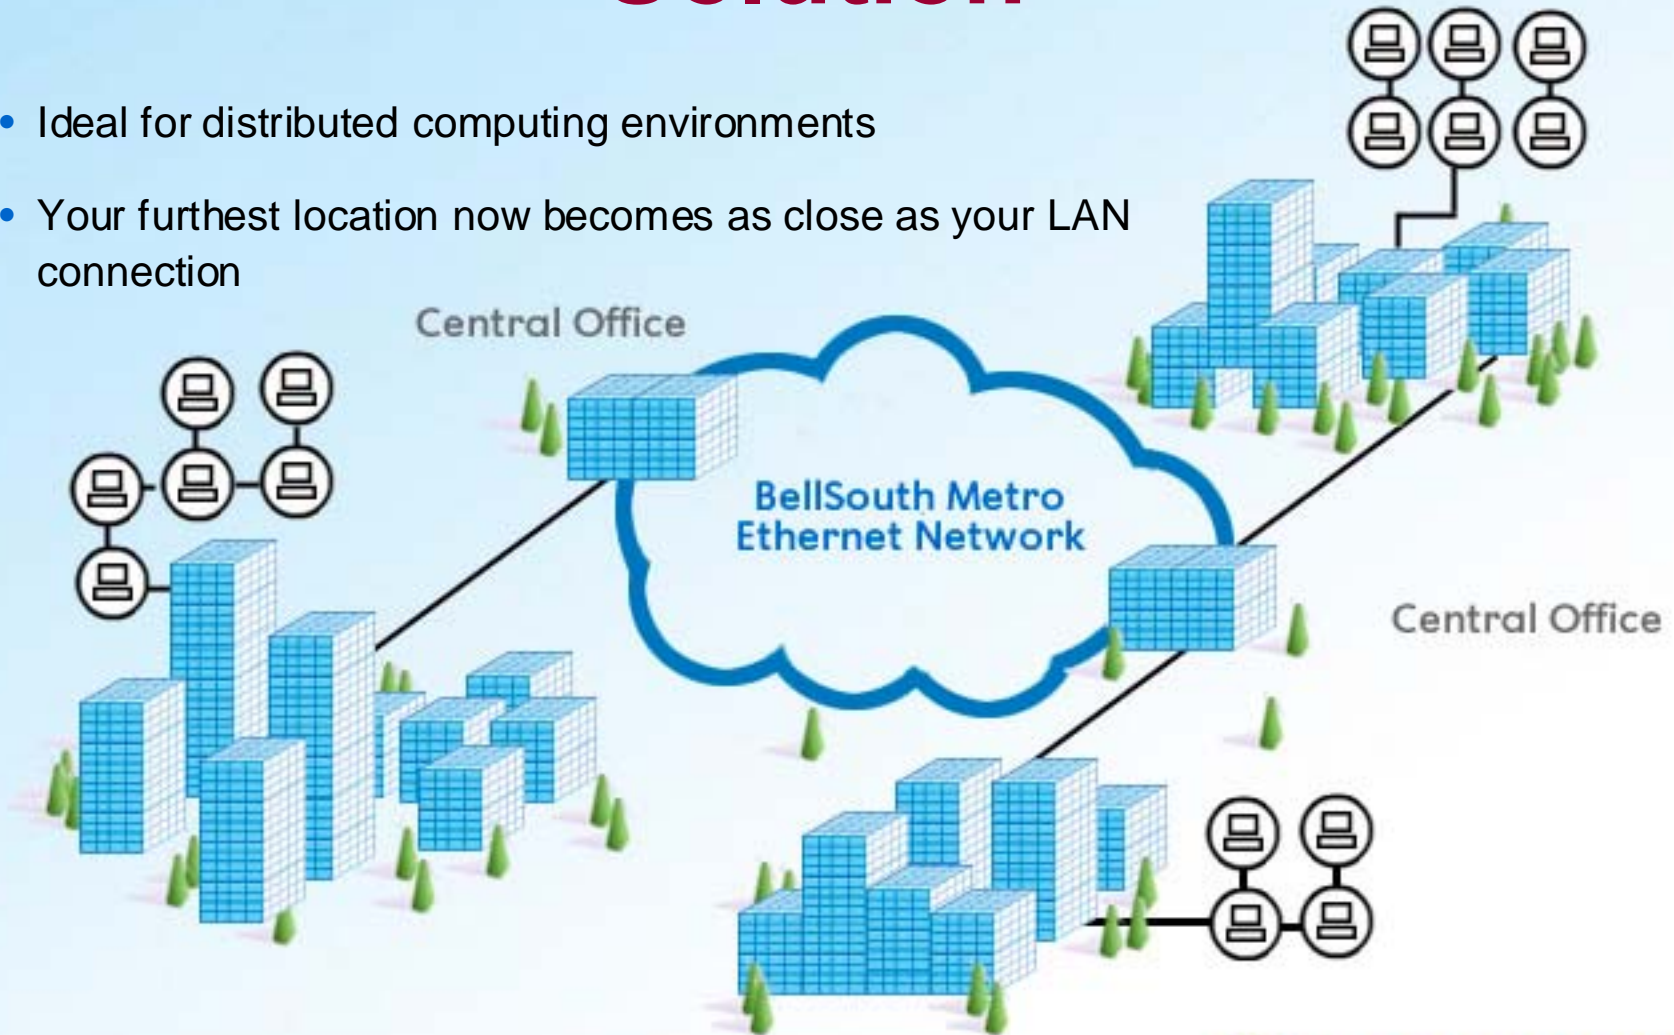 Solution
• Ideal for distributed computing environments
• Your furthest location now becomes as close as your LAN
connection
Central Office
BellSouth Metro
Ethernet Network
Central Office